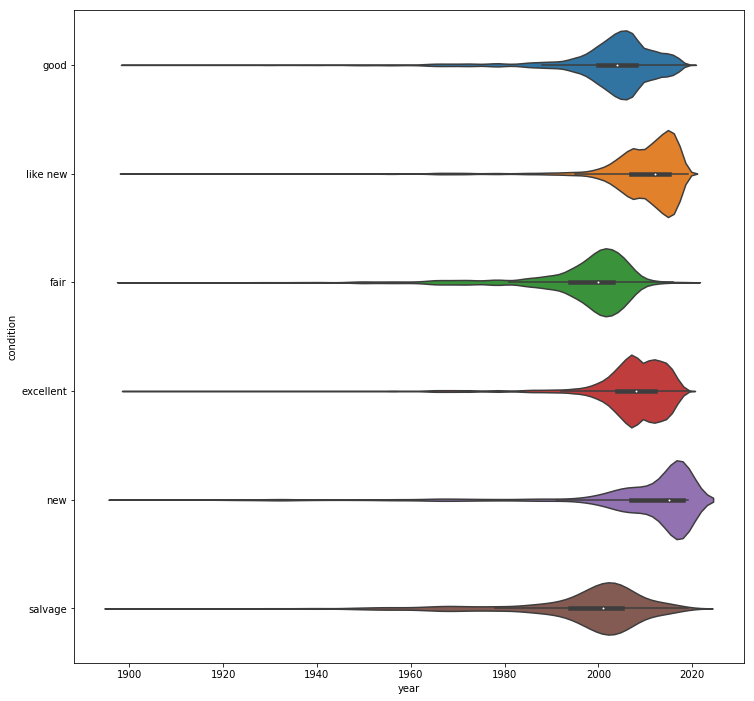 good
like new
fair
excellent
new
salvage
condition
1900 1920 1940 1960 1980 2000 2020
year